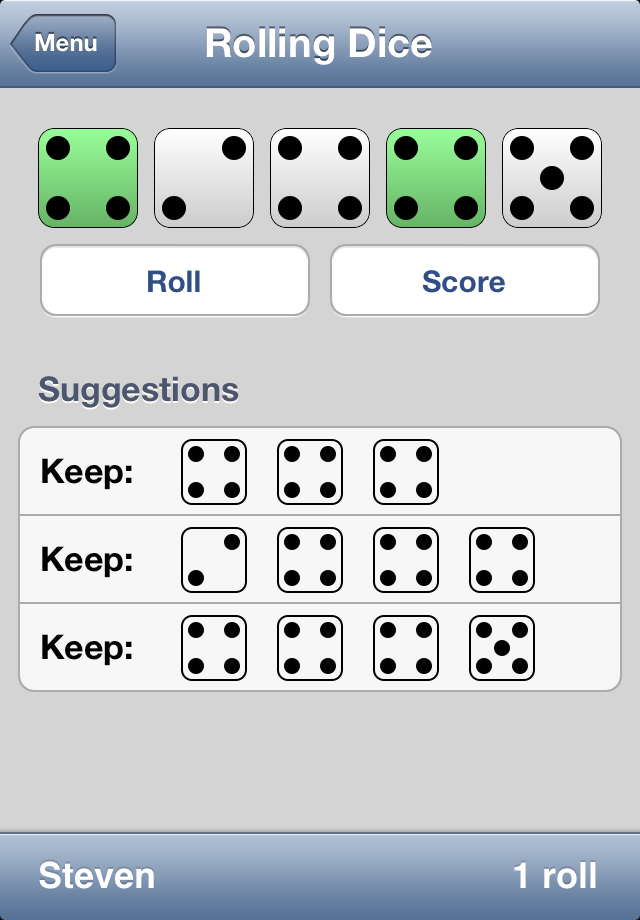 Menu
Rolling Dice
Roll
Score
Suggestions
Keep:
Keep:
Keep:
Steven
1 roll